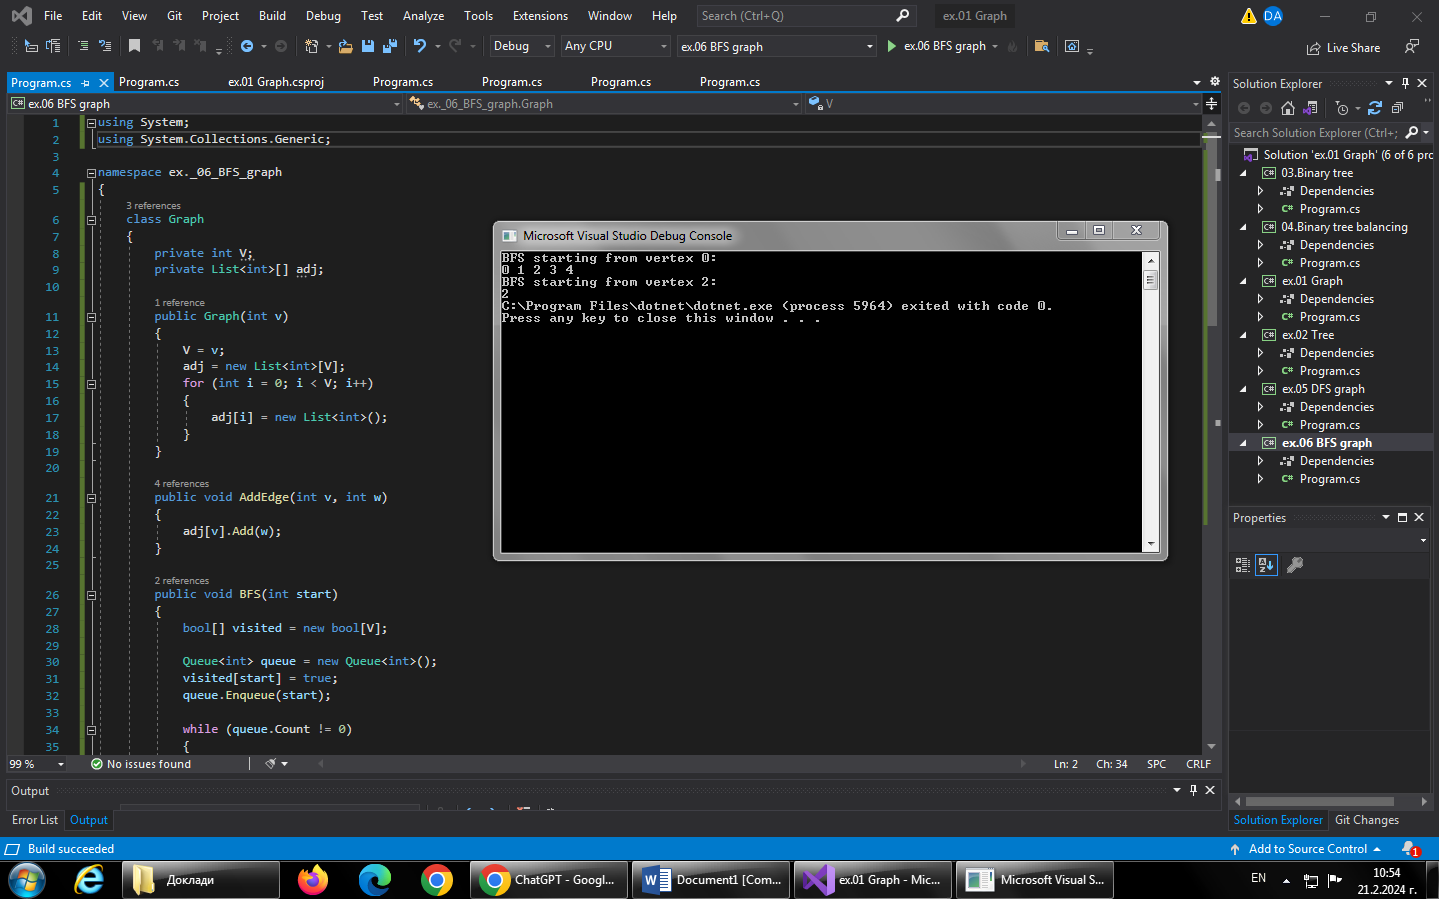 File Edit View Git Project Build Debug Test Analyze Tools Extensions Window Help Search (Ctrl+Q) ex.01 Graph DA
Debug Any CPU ex.06 BFS graph ex.06 BFS graph Live Share
Program.cs Program.cs ex.01 Graph.csproj Program.cs Program.cs Program.cs Program.cs
ex.06 BFS graph ex._06_BFS_graph.Graph V
1 using System;
2 using System.Collections.Generic;
3
4 namespace ex._06_BFS_graph
5 {
3 references
6 class Graph
7 {
8 private int V;
9 private List<int>[] adj;
10
1 reference
11 public Graph(int v)
12 {
13 V = v;
14 adj = new List<int>[V];
15 for (int i = 0; i < V; i++)
16 {
17 adj[i] = new List<int>();
18 }
19 }
20
4 references
21 public void AddEdge(int v, int w)
22 {
23 adj[v].Add(w);
24 }
25
2 references
26 public void BFS(int start)
27 {
28 bool[] visited = new bool[V];
29
30 Queue<int> queue = new Queue<int>();
31 visited[start] = true;
32 queue.Enqueue(start);
33
34 while (queue.Count != 0)
35 {
99 % No issues found Ln: 2 Ch: 34 SPC CRLF
Output
Error List Output
Build succeeded
Microsoft Visual Studio Debug Console
BFS starting from vertex 0:
0 1 2 3 4
BFS starting from vertex 2:
2
C:\Program Files\dotnet\dotnet.exe (process 5964) exited with code 0.
Press any key to close this window . . .
Solution Explorer
Search Solution Explorer (Ctrl+;
Solution 'ex.01 Graph' (6 of 6 pro
C# 03.Binary tree
Dependencies
C# Program.cs
C# 04.Binary tree balancing
Dependencies
C# Program.cs
C# ex.01 Graph
Dependencies
C# Program.cs
C# ex.02 Tree
Dependencies
C# Program.cs
C# ex.05 DFS graph
Dependencies
C# Program.cs
C# ex.06 BFS graph
Dependencies
C# Program.cs
Properties
Solution Explorer Git Changes
Add to Source Control 1
Доклади ChatGPT - Googl... Document1 [Com... ex.01 Graph - Mic... Microsoft Visual S... EN
10:54
21.2.2024 г.